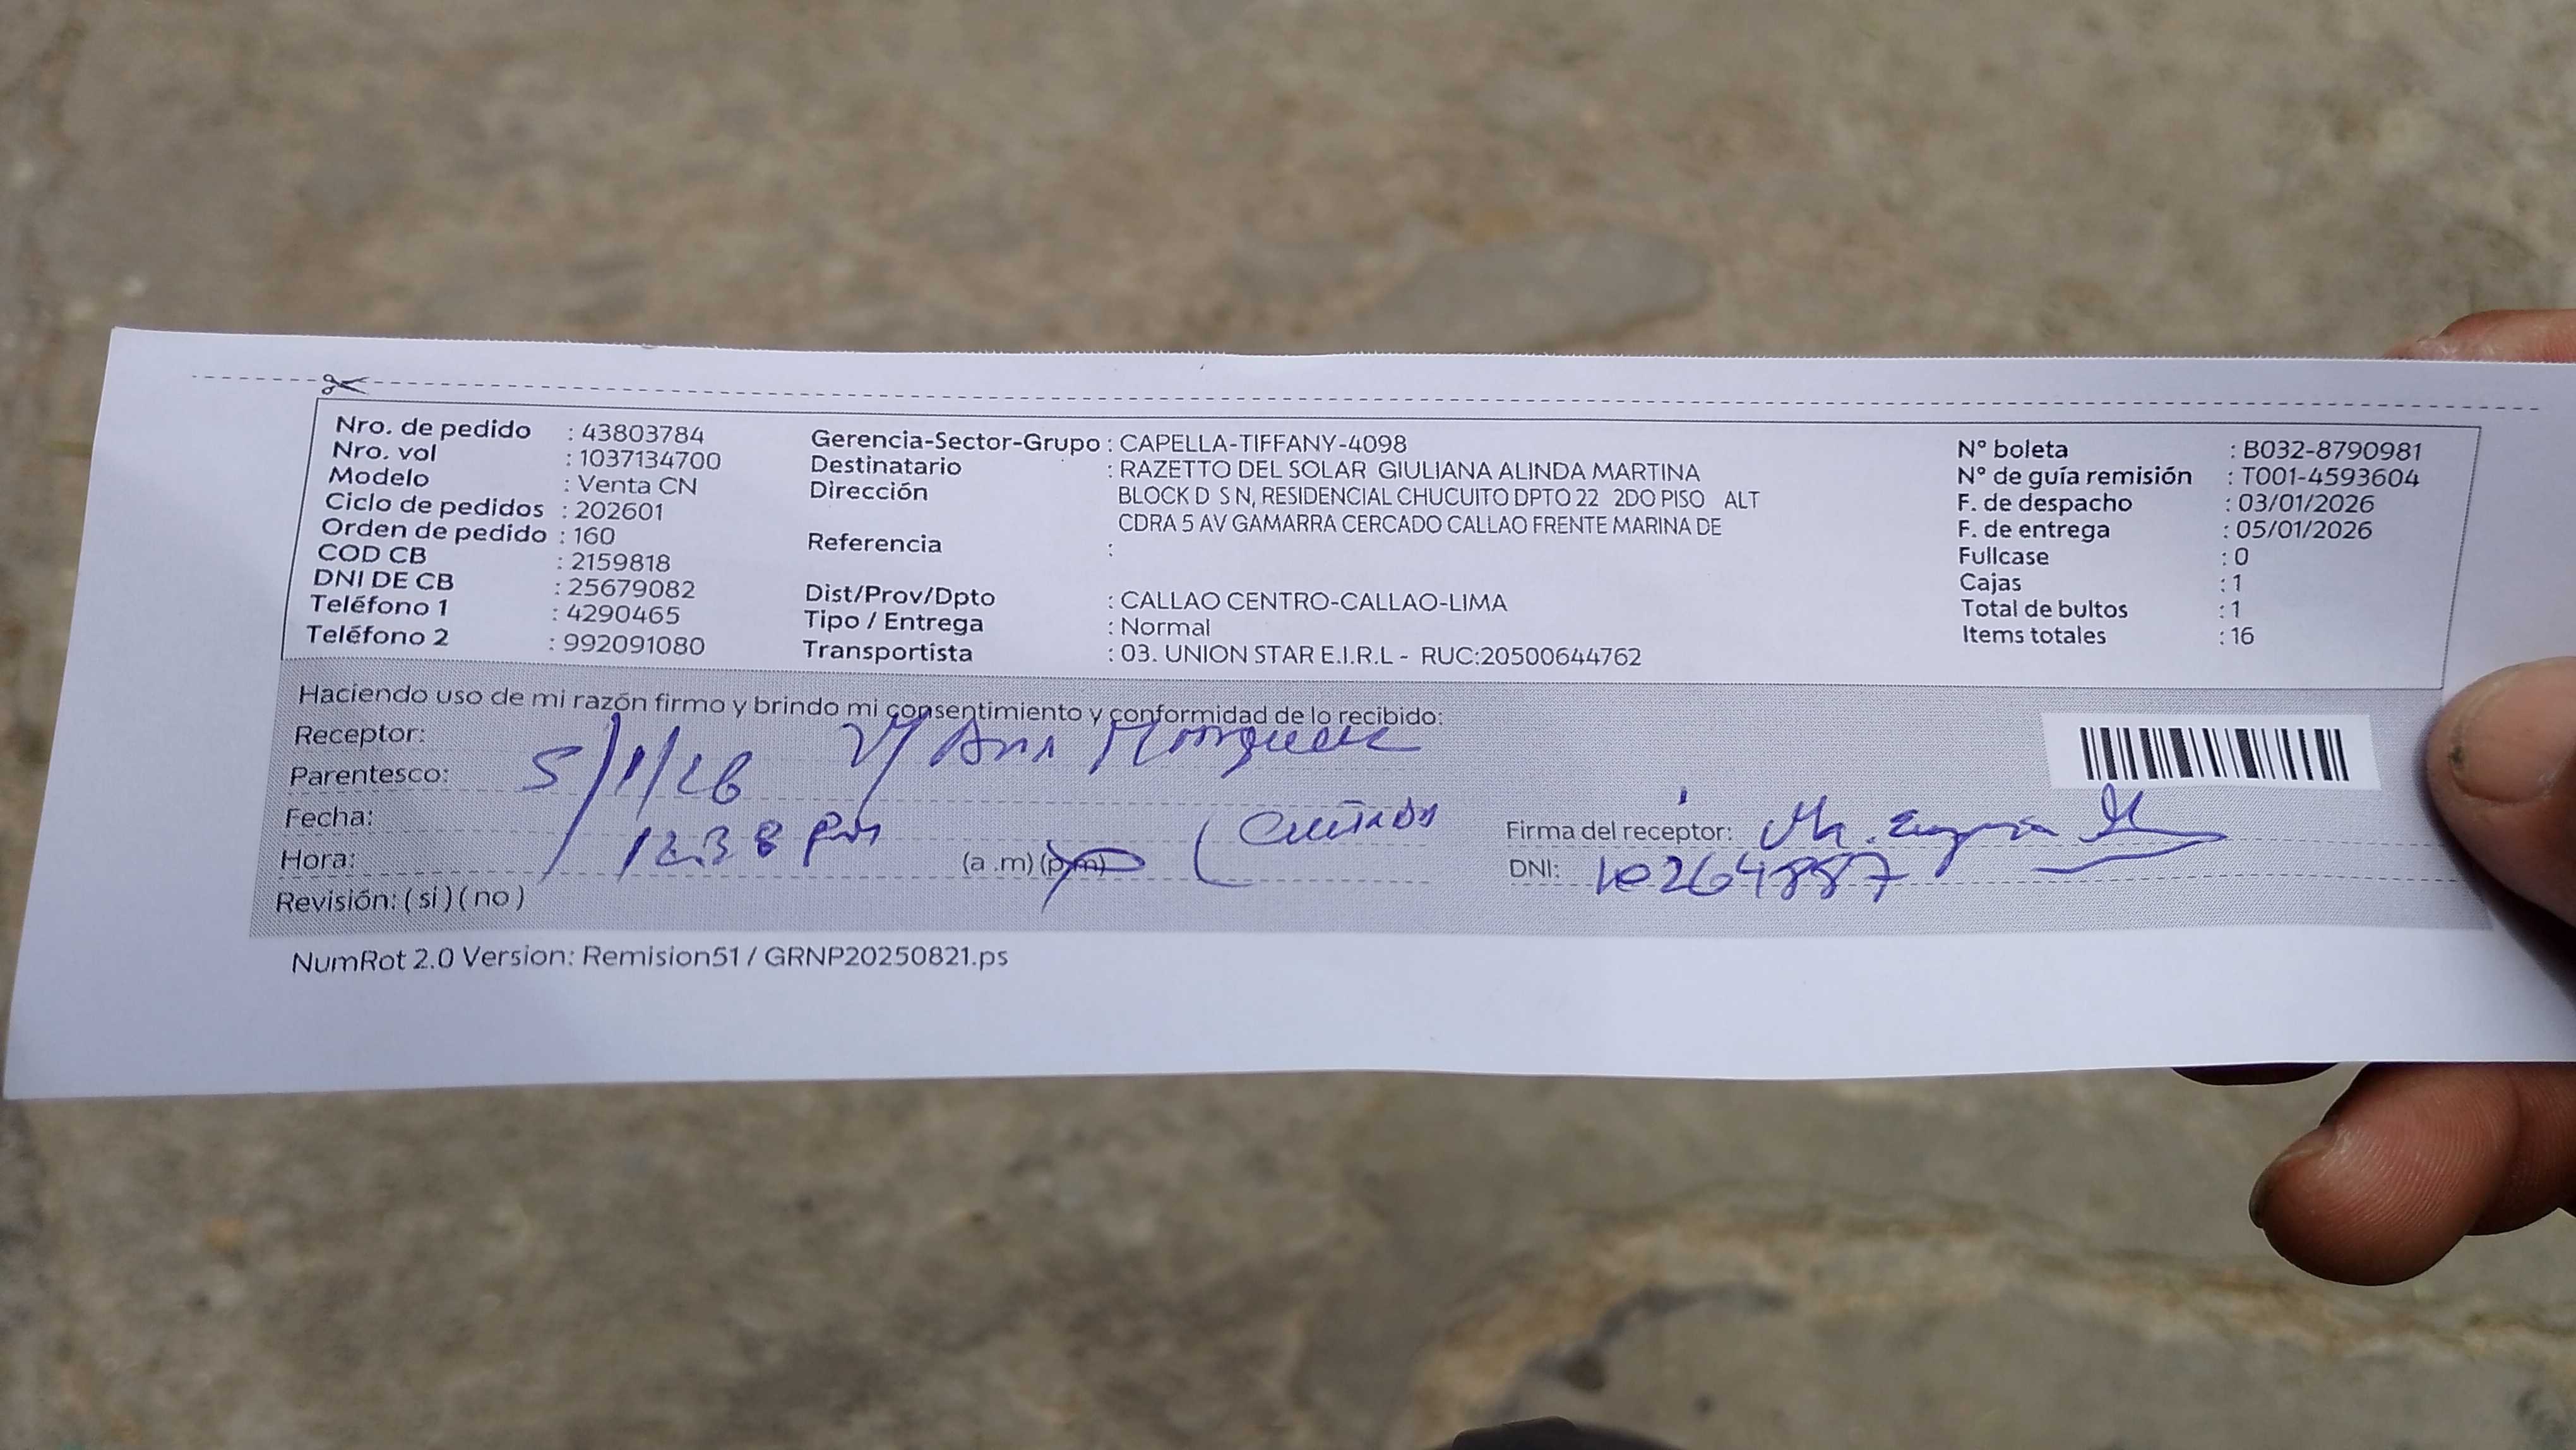 Nro. de pedido : 43803784
Nro. vol : 1037134700
Modelo : Venta CN
Ciclo de pedidos : 202601
Orden de pedido : 160
COD CB : 2159818
DNI DE CB : 25679082
Teléfono 1 : 4290465
Teléfono 2 : 992091080
Gerencia-Sector-Grupo : CAPELLA-TIFFANY-4098
Destinatario : RAZETTO DEL SOLAR GIULIANA ALINDA MARTINA
Dirección BLOCK D S N, RESIDENCIAL CHUCUITO DPTO 22 2DO PISO ALT
CDRA 5 AV GAMARRA CERCADO CALLAO FRENTE MARINA DE
Referencia :
Dist/Prov/Dpto : CALLAO CENTRO-CALLAO-LIMA
Tipo / Entrega : Normal
Transportista : 03. UNION STAR E.I.R.L - RUC:20500644762
N° boleta : B032-8790981
N° de guía remisión : T001-4593604
F. de despacho : 03/01/2026
F. de entrega : 05/01/2026
Fullcase : 0
Cajas : 1
Total de bultos : 1
Items totales : 16
Haciendo uso de mi razón firmo y brindo mi consentimiento y conformidad de lo recibido:
Receptor: Ana
Parentesco: 5/1/26
Fecha:
Hora: 12.38 pm (a .m) (p.m)
Revisión: ( si ) ( no )
Firma del receptor:
DNI:
NumRot 2.0 Version: Remision51 / GRNP20250821.ps